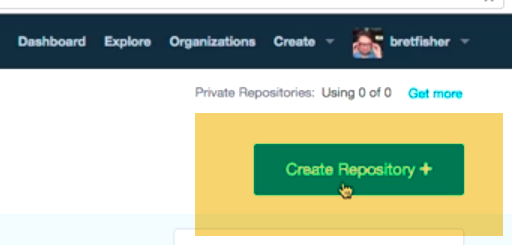 Dashboard Explore Organizations Create bretfisher
Private Repositories: Using 0 of 0 Get more
Create Repository +